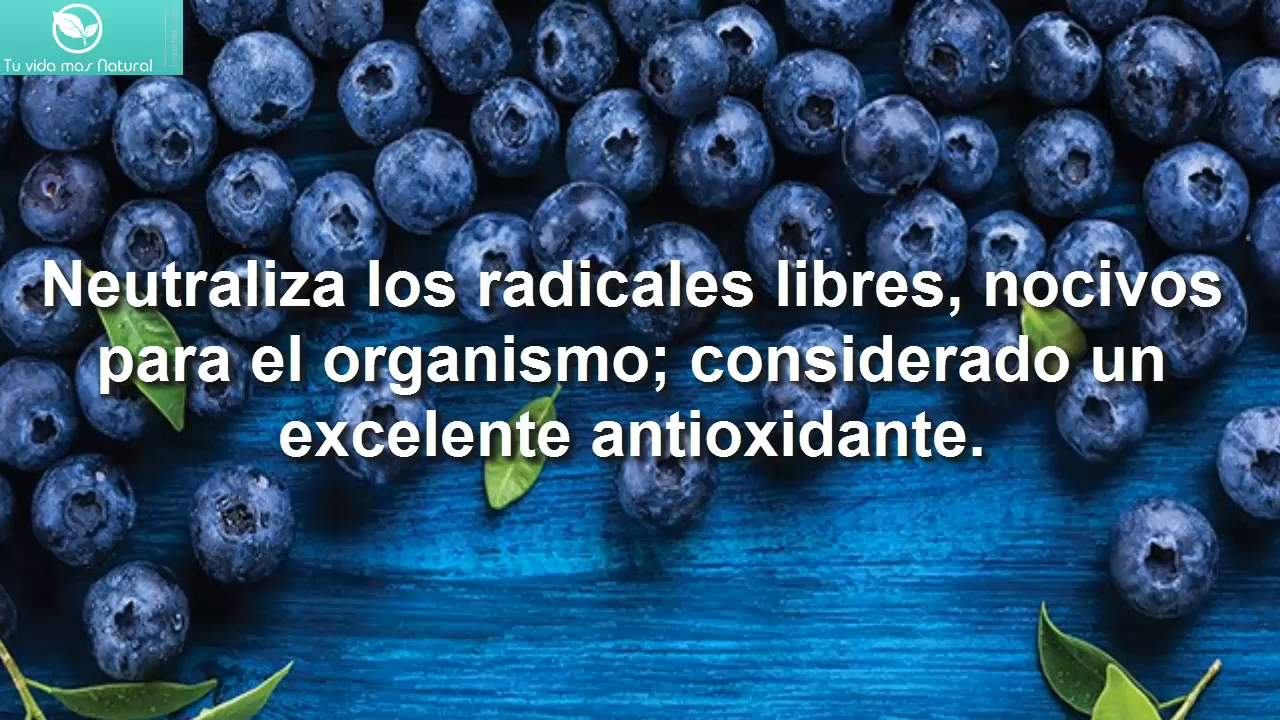 Tu vida mas Natural
Neutraliza los radicales libres, nocivos
para el organismo; considerado un
excelente antioxidante.